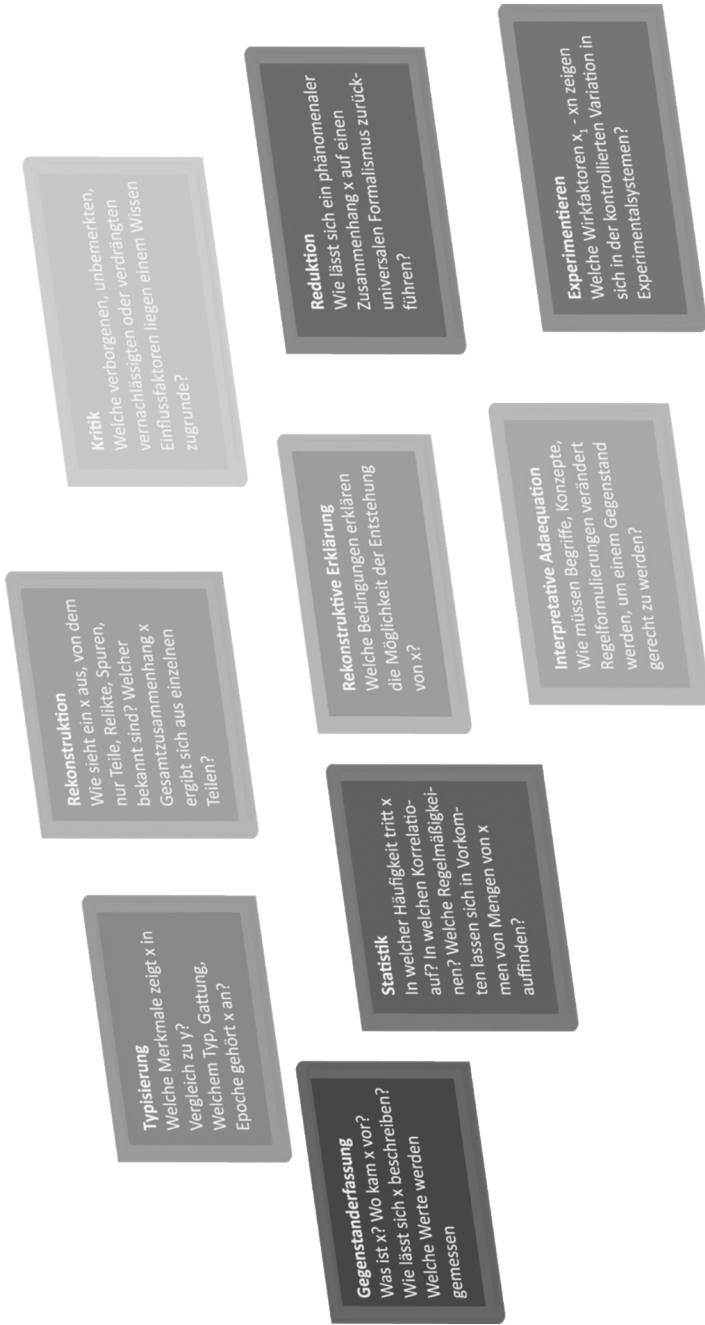 Gegenstanderfassung
Was ist x? Wo kam x vor?
Wie lässt sich x beschreiben?
Welche Werte werden
gemessen
Typisierung
Welche Merkmale zeigt x in
Vergleich zu y?
Welchem Typ, Gattung,
Epoche gehört x an?
Statistik
In welcher Häufigkeit tritt x
auf? In welchen Korrelatio-
nen? Welche Regelmäßigkei-
ten lassen sich in Vorkom-
men von Mengen von x
auffinden?
Rekonstruktion
Wie sieht ein x aus, von dem
nur Teile, Relikte, Spuren,
bekannt sind? Welcher
Gesamtzusammenhang x
ergibt sich aus einzelnen
Teilen?
Rekonstruktive Erklärung
Welche Bedingungen erklären
die Möglichkeit der Entstehung
von x?
Interpretative Adaequation
Wie müssen Begriffe, Konzepte,
Regelformulierungen verändert
werden, um einem Gegenstand
gerecht zu werden?
Kritik
Welche verborgenen, unbemerkten,
vernachlässigten oder verdrängten
Einflussfaktoren liegen einem Wissen
zugrunde?
Reduktion
Wie lässt sich ein phänomenaler
Zusammenhang x auf einen
universalen Formalismus zurück-
führen?
Experimentieren
Welche Wirkfaktoren x₁ - xn zeigen
sich in der kontrollierten Variation in
Experimentalsystemen?